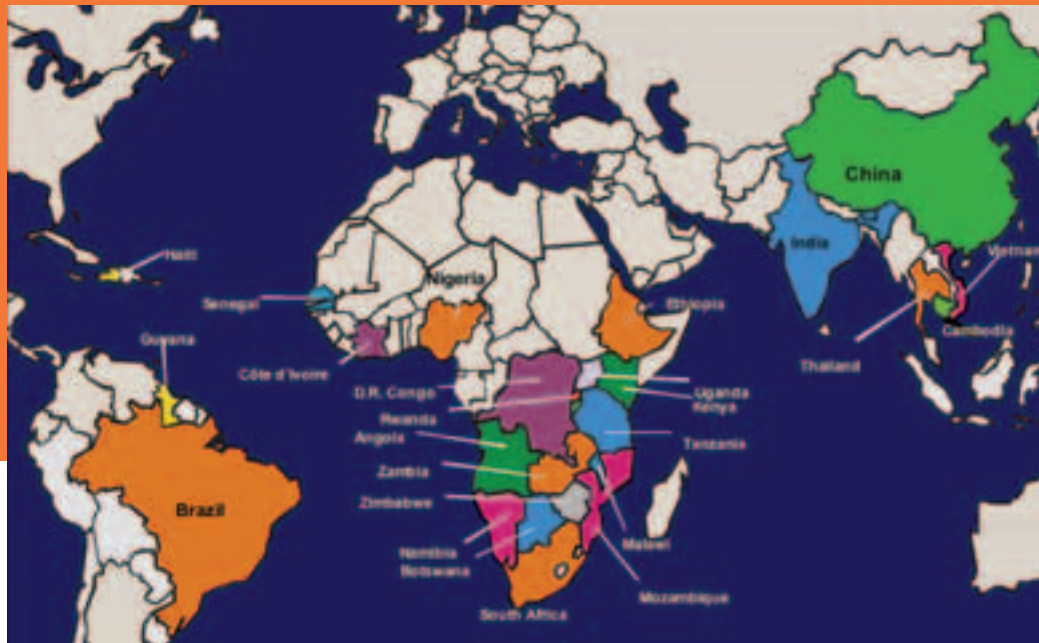 China
India
Vietnam
Haiti
Nigeria
Senegal
Ethiopia
Guyana
Cambodia
Thailand
Côte d'Ivoire
D.R. Congo
Uganda
Kenya
Rwanda
Angola
Tanzania
Zambia
Zimbabwe
Brazil
Malawi
Namibia
Botswana
Mozambique
South Africa